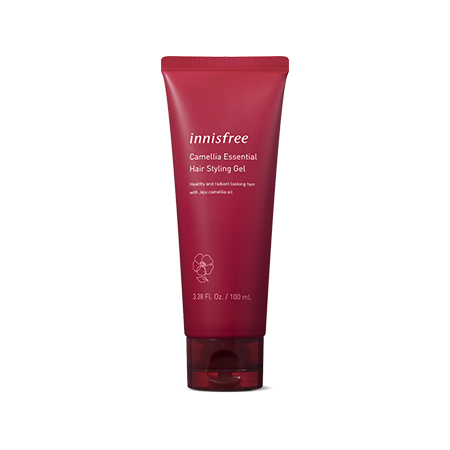 innisfree
Camellia Essential
Hair Styling Gel
Healthy and radiant looking hair
with Jeju camellia oil
3.38 Fl. Oz. / 100 mL